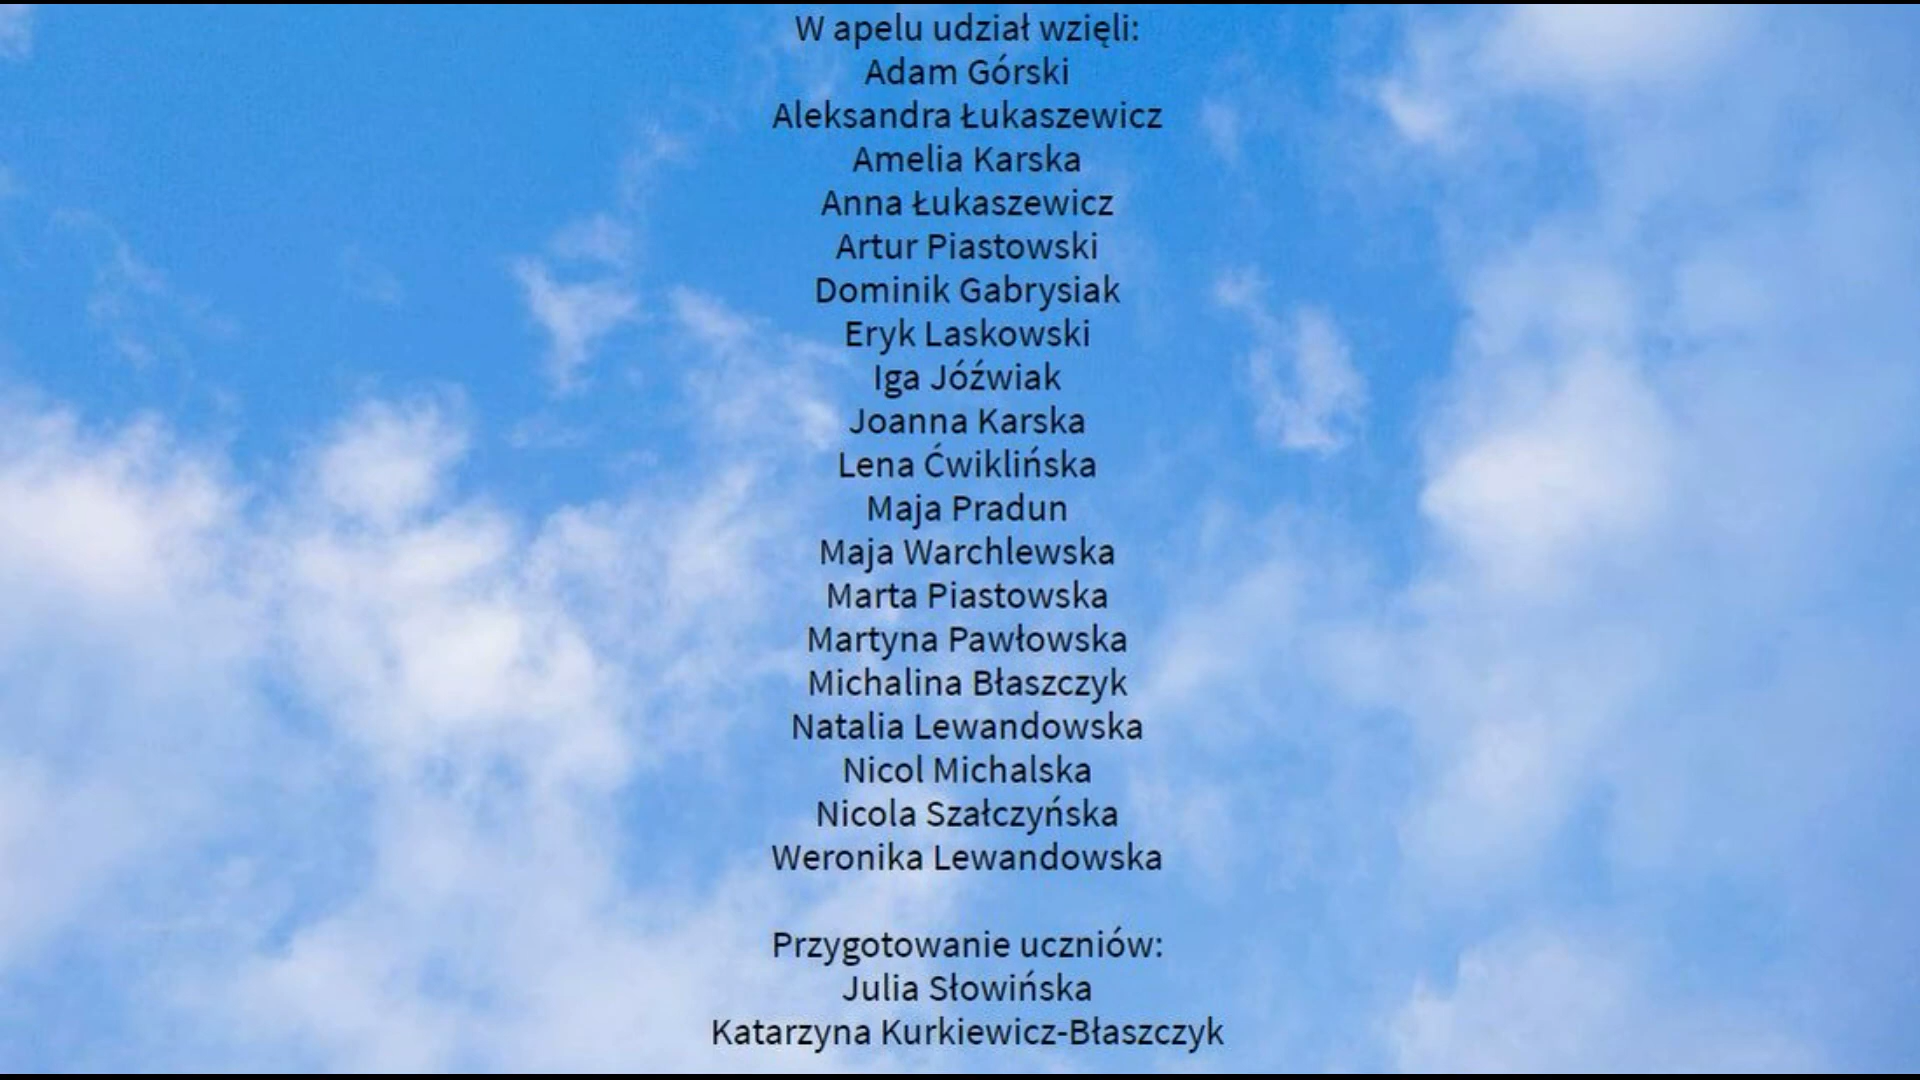 W apelu udział wzięli:
Adam Górski
Aleksandra Łukaszewicz
Amelia Karska
Anna Łukaszewicz
Artur Piastowski
Dominik Gabrysiak
Eryk Laskowski
Iga Jóźwiak
Joanna Karska
Lena Ćwiklińska
Maja Pradun
Maja Warchlewska
Marta Piastowska
Martyna Pawłowska
Michalina Błaszczyk
Natalia Lewandowska
Nicol Michalska
Nicola Szałczyńska
Weronika Lewandowska
Przygotowanie uczniów:
Julia Słowińska
Katarzyna Kurkiewicz-Błaszczyk